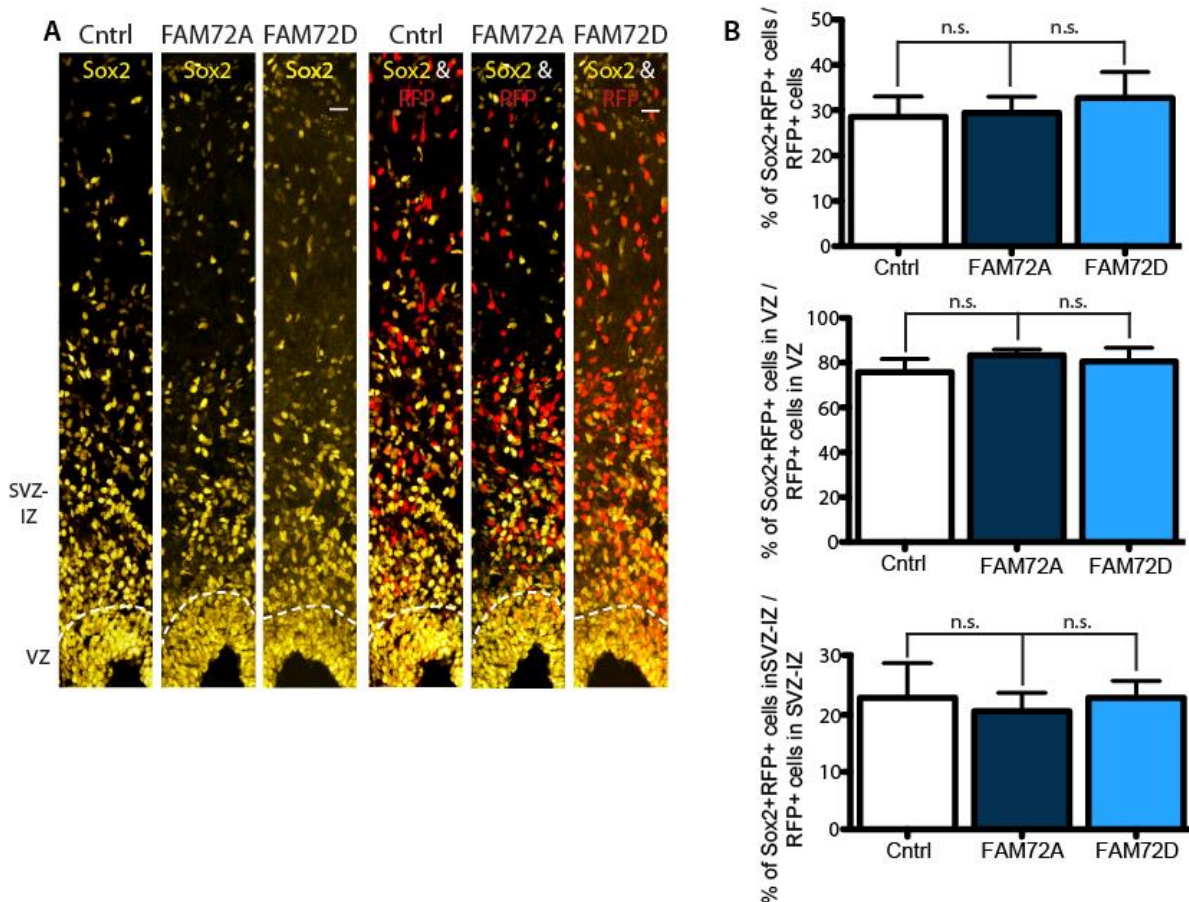 A
Cntrl FAM72A FAM72D Cntrl FAM72A FAM72D
Sox2 Sox2 Sox2 Sox2 & Sox2 & Sox2 &
RFP RFP RFP
SVZ-
IZ
VZ
B
% of Sox2+RFP+ cells /
RFP+ cells
50
40
30
30
10
0
n.s. n.s.
Cntrl FAM72A FAM72D
% of Sox2+RFP+ cells in VZ /
RFP+ cells in VZ
100
80
60
40
20
0
n.s. n.s.
Cntrl FAM72A FAM72D
% of Sox2+RFP+ cells inSVZ-IZ /
RFP+ cells in SVZ-IZ
30
20
10
0
n.s. n.s.
Cntrl FAM72A FAM72D